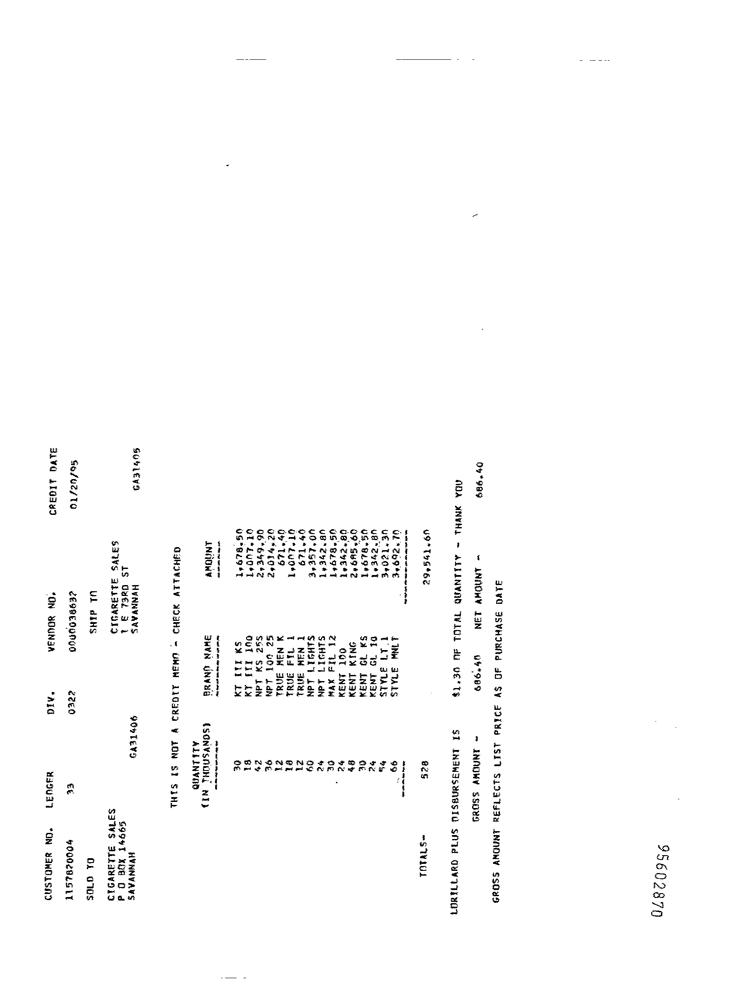 CUSTOMER NO. LEDGER DIV. VENDOR NO. CREDIT DATE
1157820004 33 0322 0000038637 01/20/95
SOLD TO SHIP TO
CIGARETTE SALES CIGARETTE SALES
P O BOX 14665 1 E 73RD ST
SAVANNAH GA31406 SAVANNAH GA31405
THIS IS NOT A CREDIT MEMO - CHECK ATTACHED
QUANTITY
(IN THOUSANDS) BRAND NAME AMOUNT
30 KT III KS 1,678.50
18 KT III 100 1,007.10
42 NPT KS 25S 2,349.90
36 NPT 100 25 2,014.20
12 TRUE MEN K 671.40
18 TRUE FIL 1 1,007.10
12 TRUE MEN 1 671.40
60 NPT LIGHTS 3,357.00
24 NPT LIGHTS 1,342.80
30 MAX FIL 12 1,678.50
24 KENT 100 1,342.80
48 KENT KING 2,685.60
30 KENT GL KS 1,678.50
24 KENT GL 10 1,342.80
54 STYLE LT 1 3,021.30
66 STYLE MNLT 3,692.70
TOTALS- 528 29,541.60
LORILLARD PLUS DISBURSEMENT IS $1.30 OF TOTAL QUANTITY - THANK YOU
GROSS AMOUNT - 686.40 NET AMOUNT - 686.40
GROSS AMOUNT REFLECTS LIST PRICE AS OF PURCHASE DATE
95602870